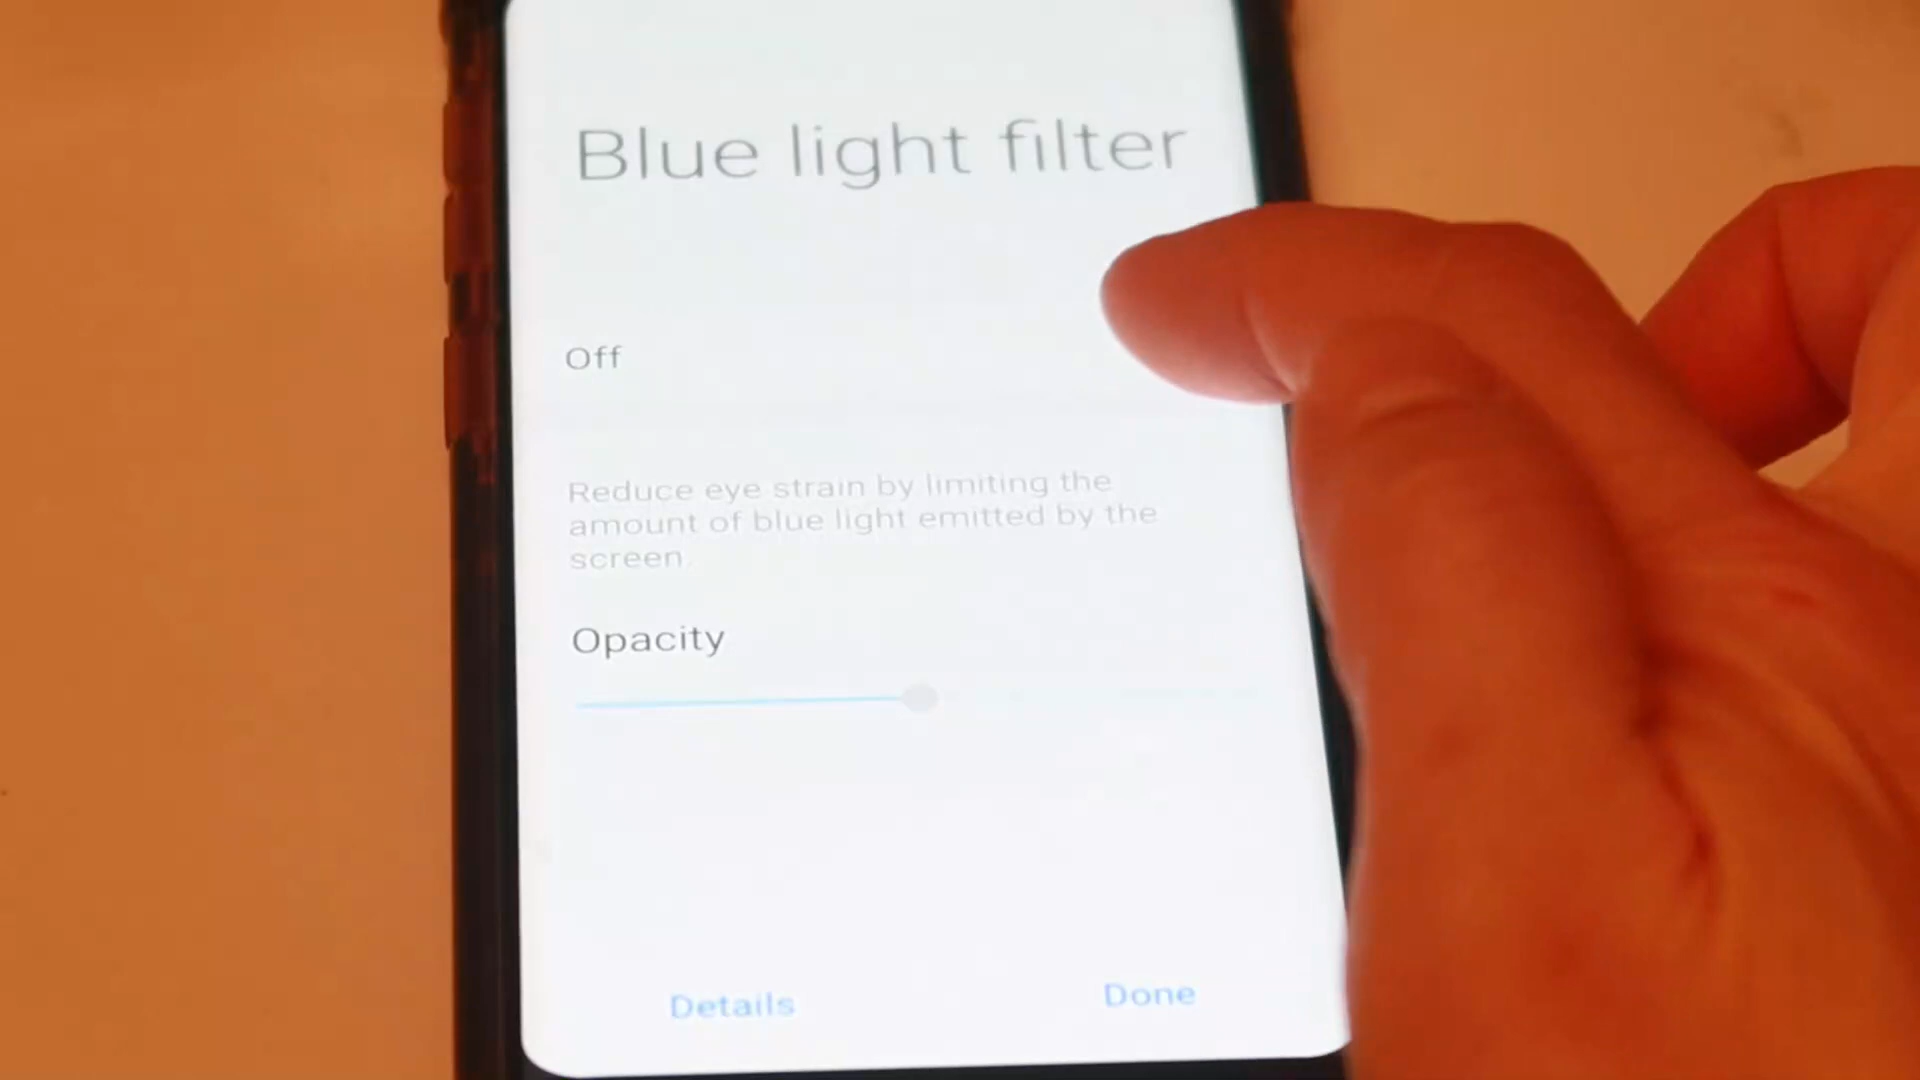 Blue light filter
Off
Reduce eye strain by limiting the
amount of blue light emitted by the
screen.
Opacity
Details
Done